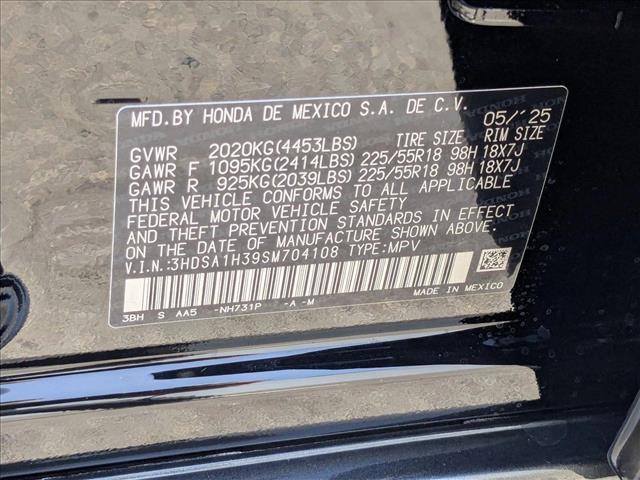 MFD.BY HONDA DE MEXICO S.A. DE C.V.
05/'25
GVWR 2020KG(4453LBS) TIRE SIZE RIM SIZE
GAWR F 1095KG(2414LBS) 225/55R18 98H 18X7J
GAWR R 925KG(2039LBS) 225/55R18 98H 18X7J
THIS VEHICLE CONFORMS TO ALL APPLICABLE
FEDERAL MOTOR VEHICLE SAFETY
AND THEFT PREVENTION STANDARDS IN EFFECT
ON THE DATE OF MANUFACTURE SHOWN ABOVE.
V.I.N.:3HDSA1H39SM704108 TYPE:MPV
3BH S AA5 -NH731P -A -M
MADE IN MEXICO